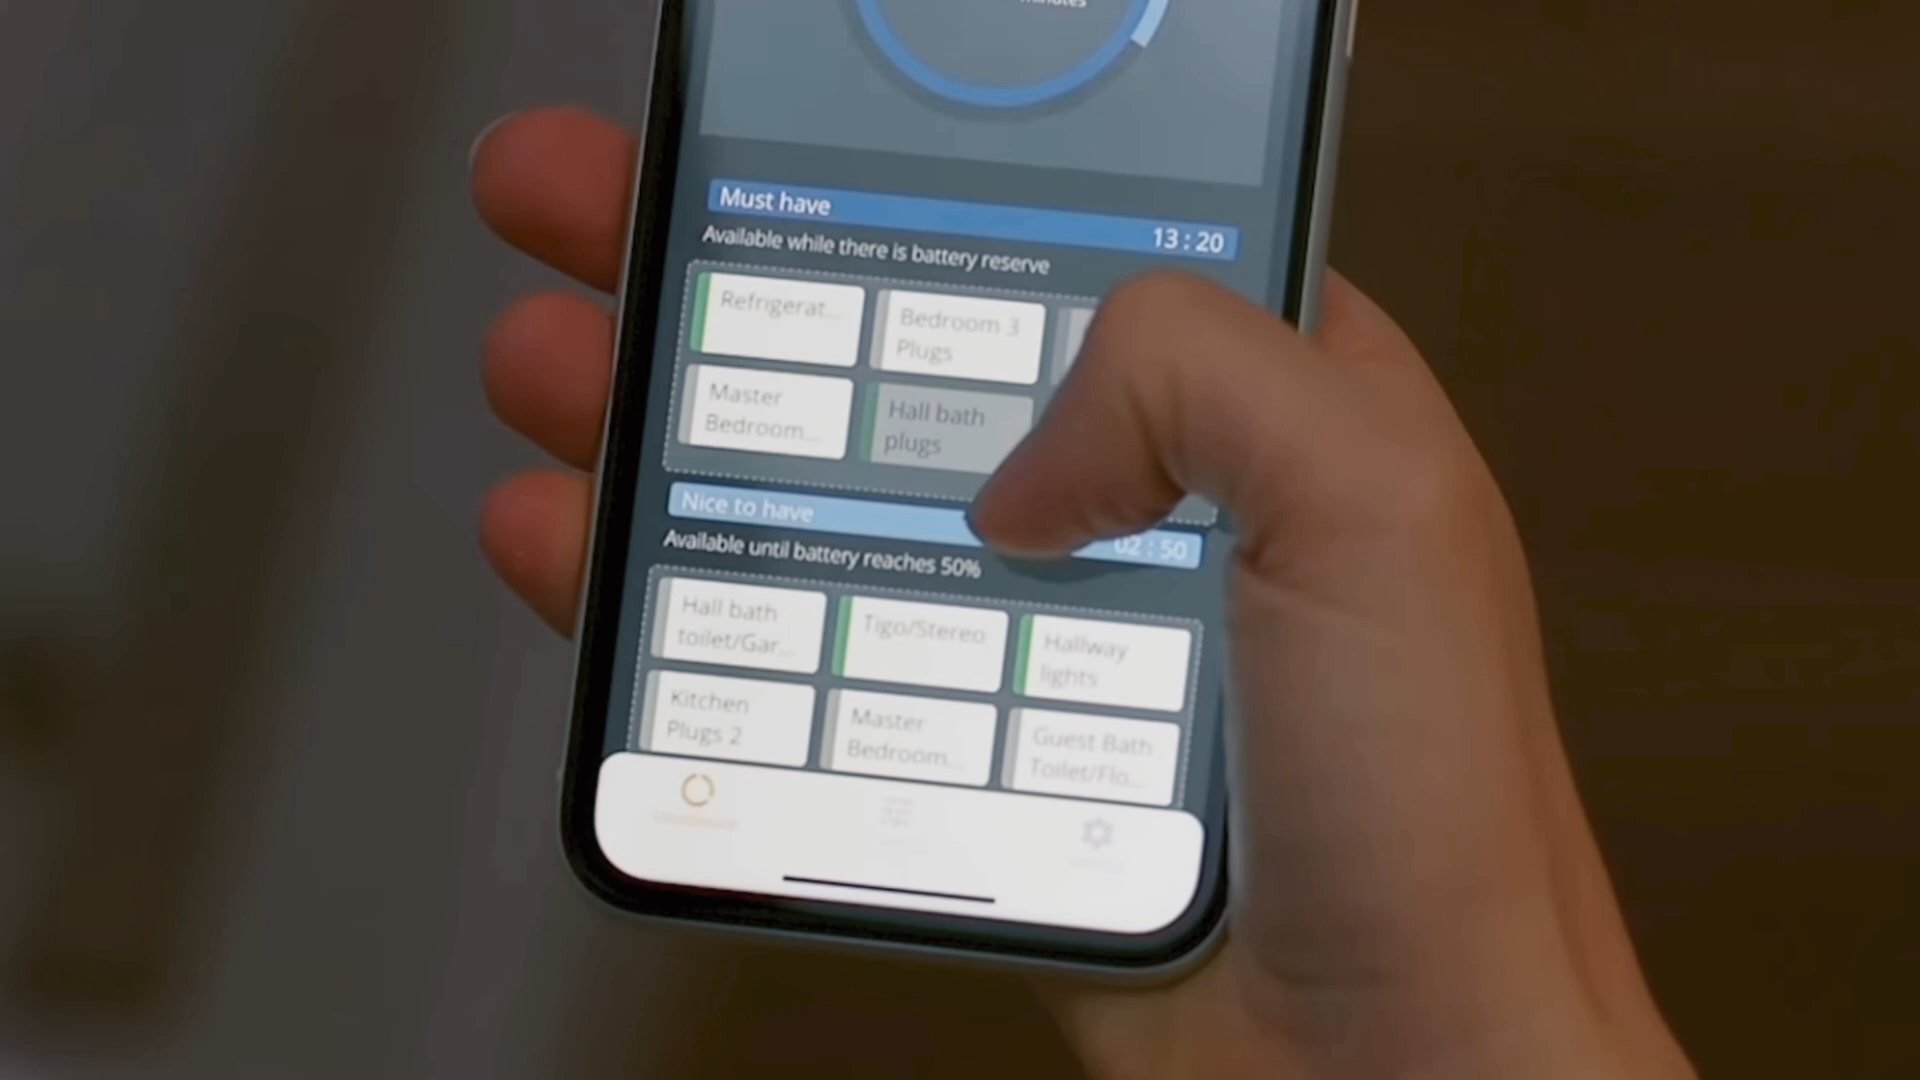 minutes
Must have
13 : 20
Available while there is battery reserve
Refrigerat...
Bedroom 3
Plugs
Master
Bedroom...
Hall bath
plugs
Nice to have
02 : 50
Available until battery reaches 50%
Hall bath
toilet/Gar...
Tigo/Stereo
Hallway
lights
Kitchen
Plugs 2
Master
Bedroom...
Guest Bath
Toilet/Flo...